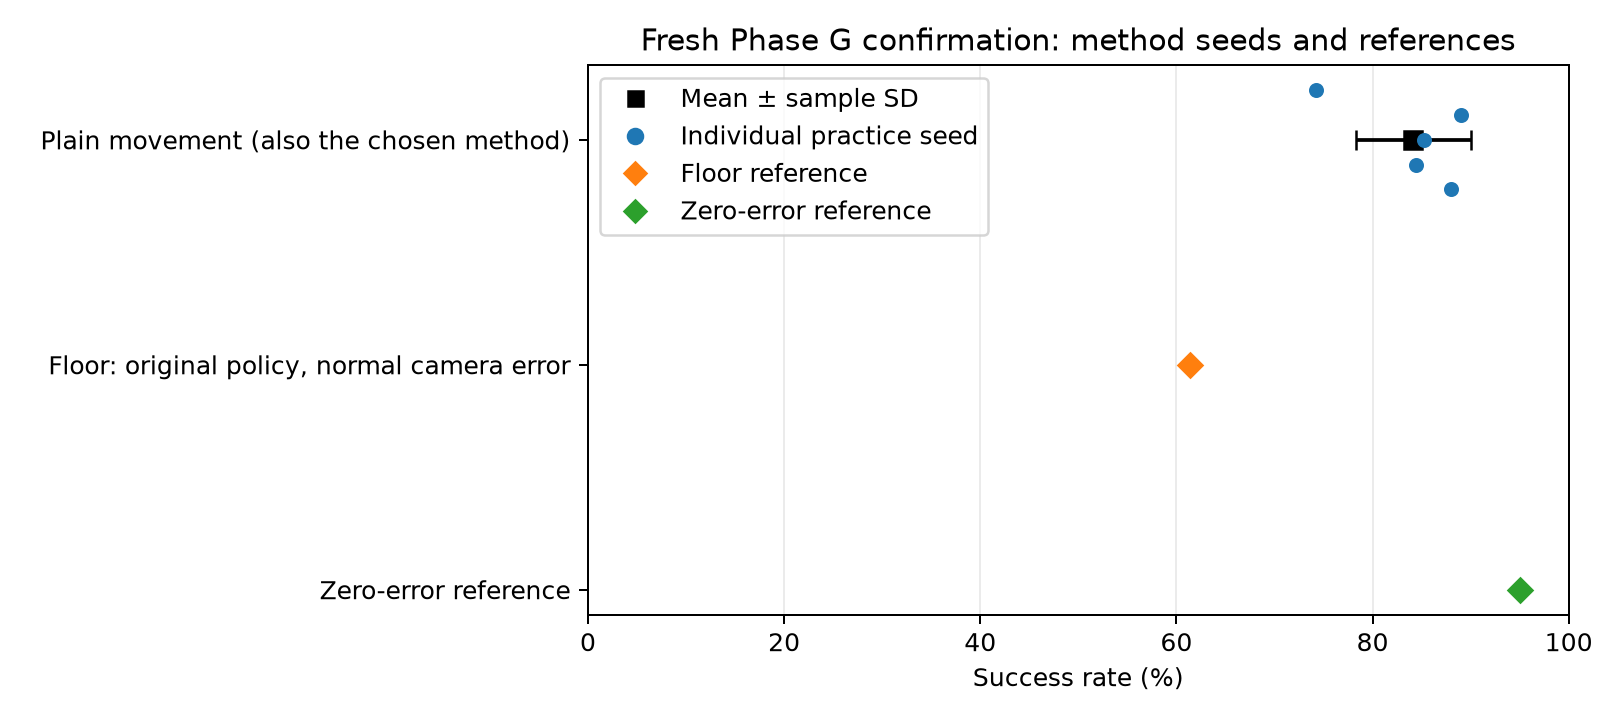 Fresh Phase G confirmation: method seeds and references
Mean ± sample SD
Individual practice seed
Floor reference
Zero-error reference
Plain movement (also the chosen method)
Floor: original policy, normal camera error
Zero-error reference
0 20 40 60 80 100
Success rate (%)